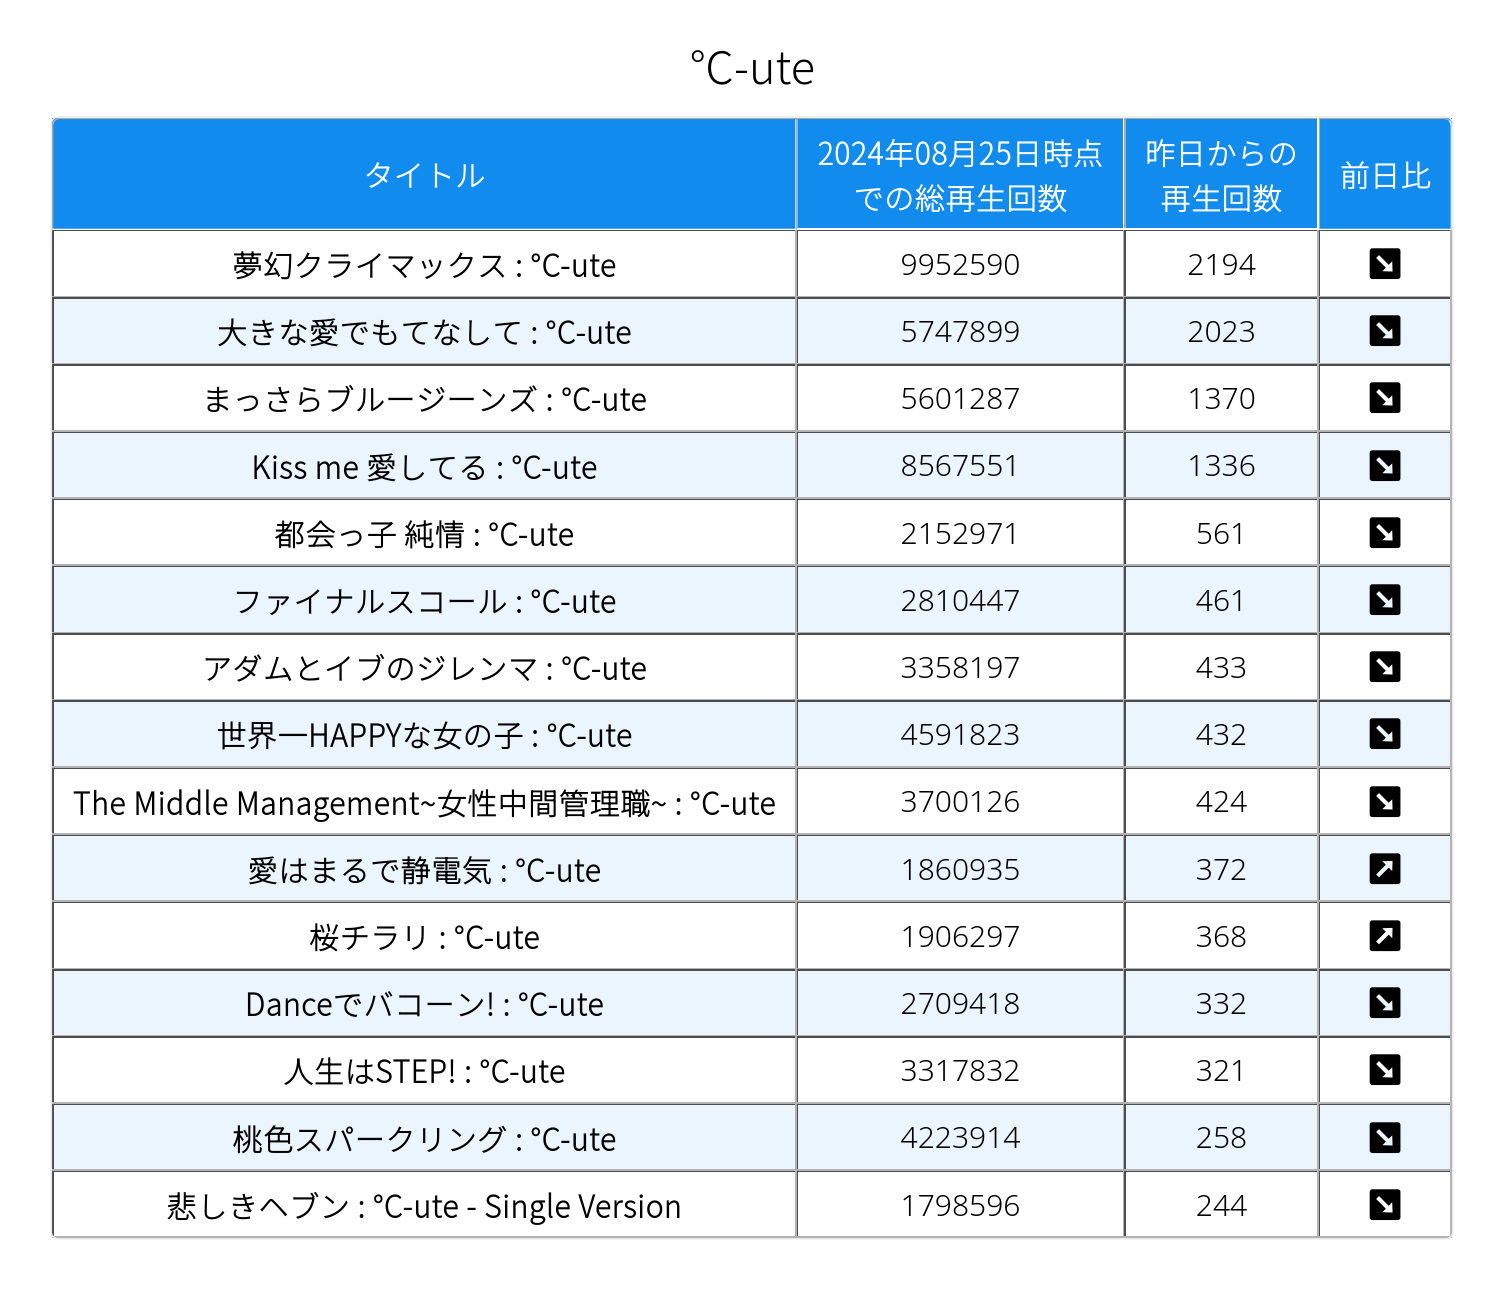 ℃-ute
タイトル
2024年08月25日時点
での総再生回数
昨日からの
再生回数
前日比
夢幻クライマックス : ℃-ute 9952590 2194 ↘
大きな愛でもてなして : ℃-ute 5747899 2023 ↘
まっさらブルージーンズ : ℃-ute 5601287 1370 ↘
Kiss me 愛してる : ℃-ute 8567551 1336 ↘
都会っ子 純情 : ℃-ute 2152971 561 ↘
ファイナルスコール : ℃-ute 2810447 461 ↘
アダムとイブのジレンマ : ℃-ute 3358197 433 ↘
世界一HAPPYな女の子 : ℃-ute 4591823 432 ↘
The Middle Management~女性中間管理職~ : ℃-ute 3700126 424 ↘
愛はまるで静電気 : ℃-ute 1860935 372 ↗
桜チラリ : ℃-ute 1906297 368 ↗
Danceでバコーン! : ℃-ute 2709418 332 ↘
人生はSTEP! : ℃-ute 3317832 321 ↘
桃色スパークリング : ℃-ute 4223914 258 ↘
悲しきヘブン : ℃-ute - Single Version 1798596 244 ↘